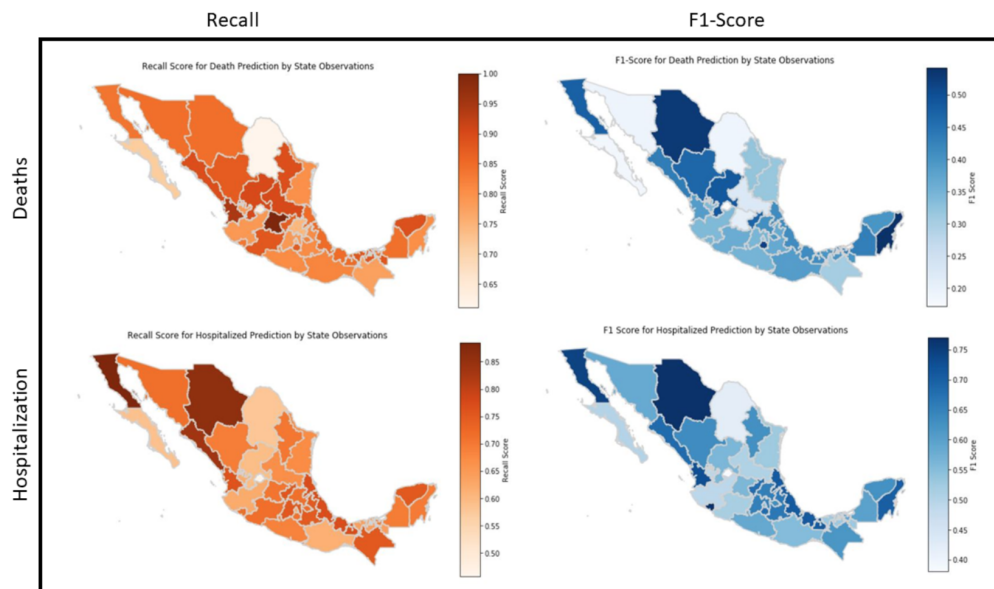 Recall
F1-Score
Deaths
Recall Score for Death Prediction by State Observations
1.00
0.95
0.90
0.85
0.80
0.75
0.70
0.65
Recall Score
F1-Score for Death Prediction by State Observations
0.50
0.45
0.40
0.35
0.30
0.25
0.20
F1 Score
Hospitalization
Recall Score for Hospitalized Prediction by State Observations
0.85
0.80
0.75
0.70
0.65
0.60
0.55
0.50
Recall Score
F1 Score for Hospitalized Prediction by State Observations
0.75
0.70
0.65
0.60
0.55
0.50
0.45
0.40
F1 Score